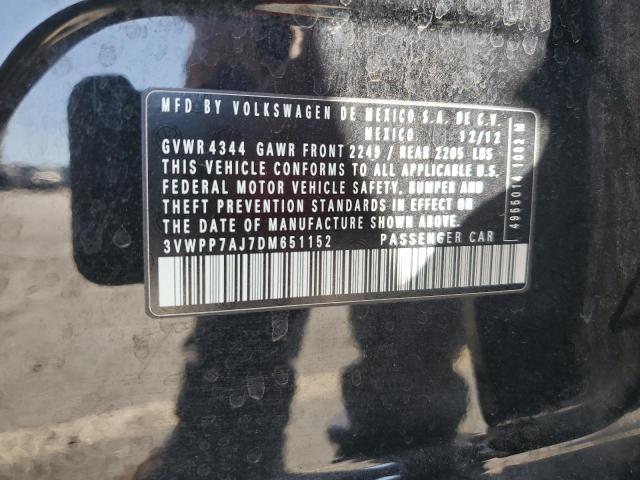 MFD BY VOLKSWAGEN DE MEXICO S.A. DE C.V.
MEXICO 12/12
GVWR 4344 GAWR FRONT 2249 / REAR 2205 LBS
THIS VEHICLE CONFORMS TO ALL APPLICABLE U.S.
FEDERAL MOTOR VEHICLE SAFETY, BUMPER AND
THEFT PREVENTION STANDARDS IN EFFECT ON
THE DATE OF MANUFACTURE SHOWN ABOVE.
3VWPP7AJ7DM651152 PASSENGER CAR
4955014 1002 M